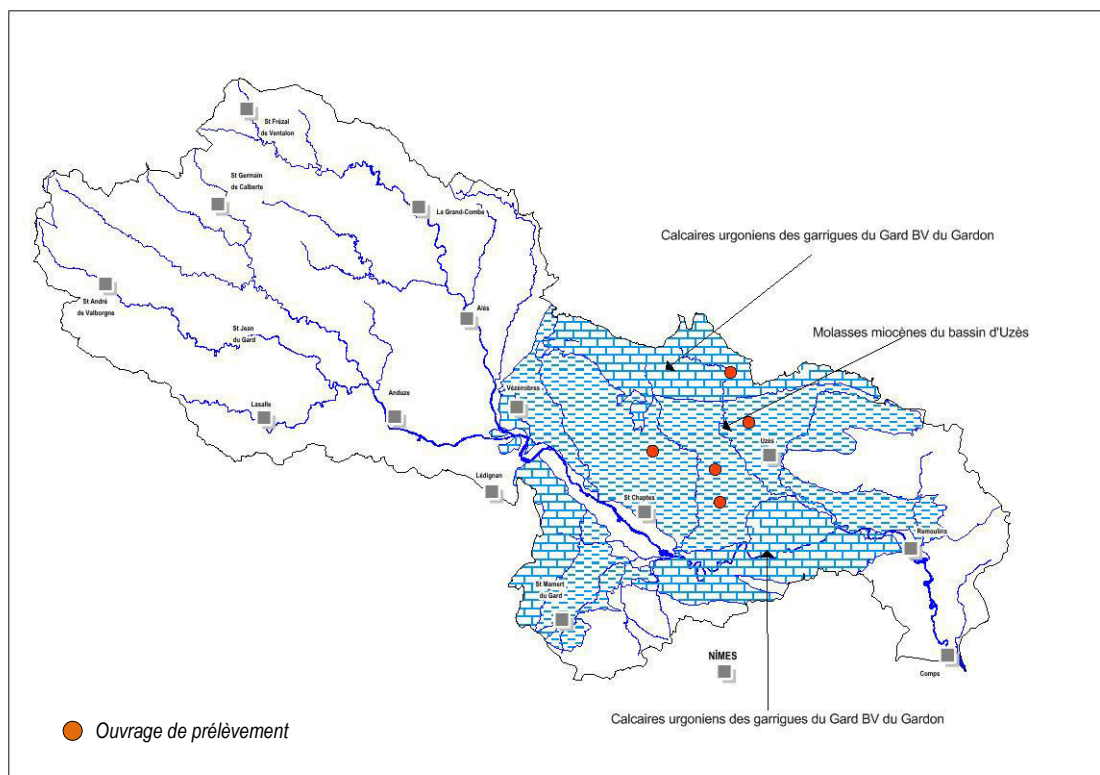 St Frézal
de Ventalon
St Germain
de Calberte
La Grand-Combe
Calcaires urgoniens des garrigues du Gard BV du Gardon
St André
de Valborgne
Alès
St Jean
du Gard
Molasses miocènes du bassin d'Uzès
Vézénobres
Anduze
Lasalle
Uzès
Lédignan
St Chaptes
Remoulins
St Mamert
du Gard
NÎMES
Comps
Calcaires urgoniens des garrigues du Gard BV du Gardon
Ouvrage de prélèvement